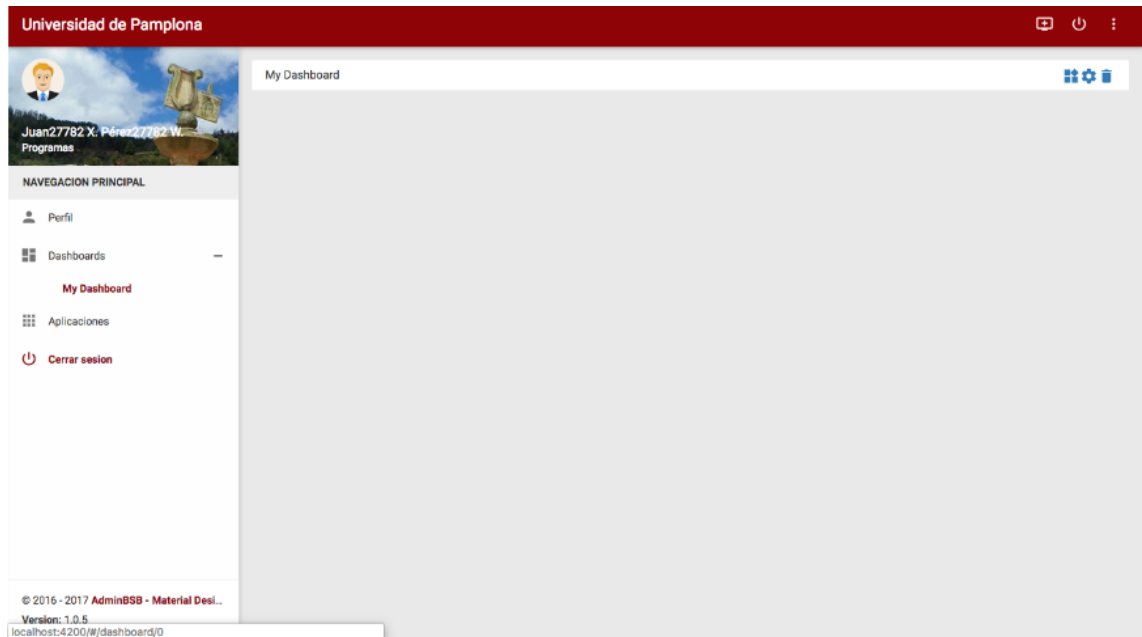 Universidad de Pamplona
Juan27782 X. Pérez27782 W.
Programas
My Dashboard
NAVEGACION PRINCIPAL
Perfil
Dashboards
My Dashboard
Aplicaciones
Cerrar sesion
© 2016 - 2017 AdminBSB - Material Desi..
Version: 1.0.5
localhost:4200/#/dashboard/0